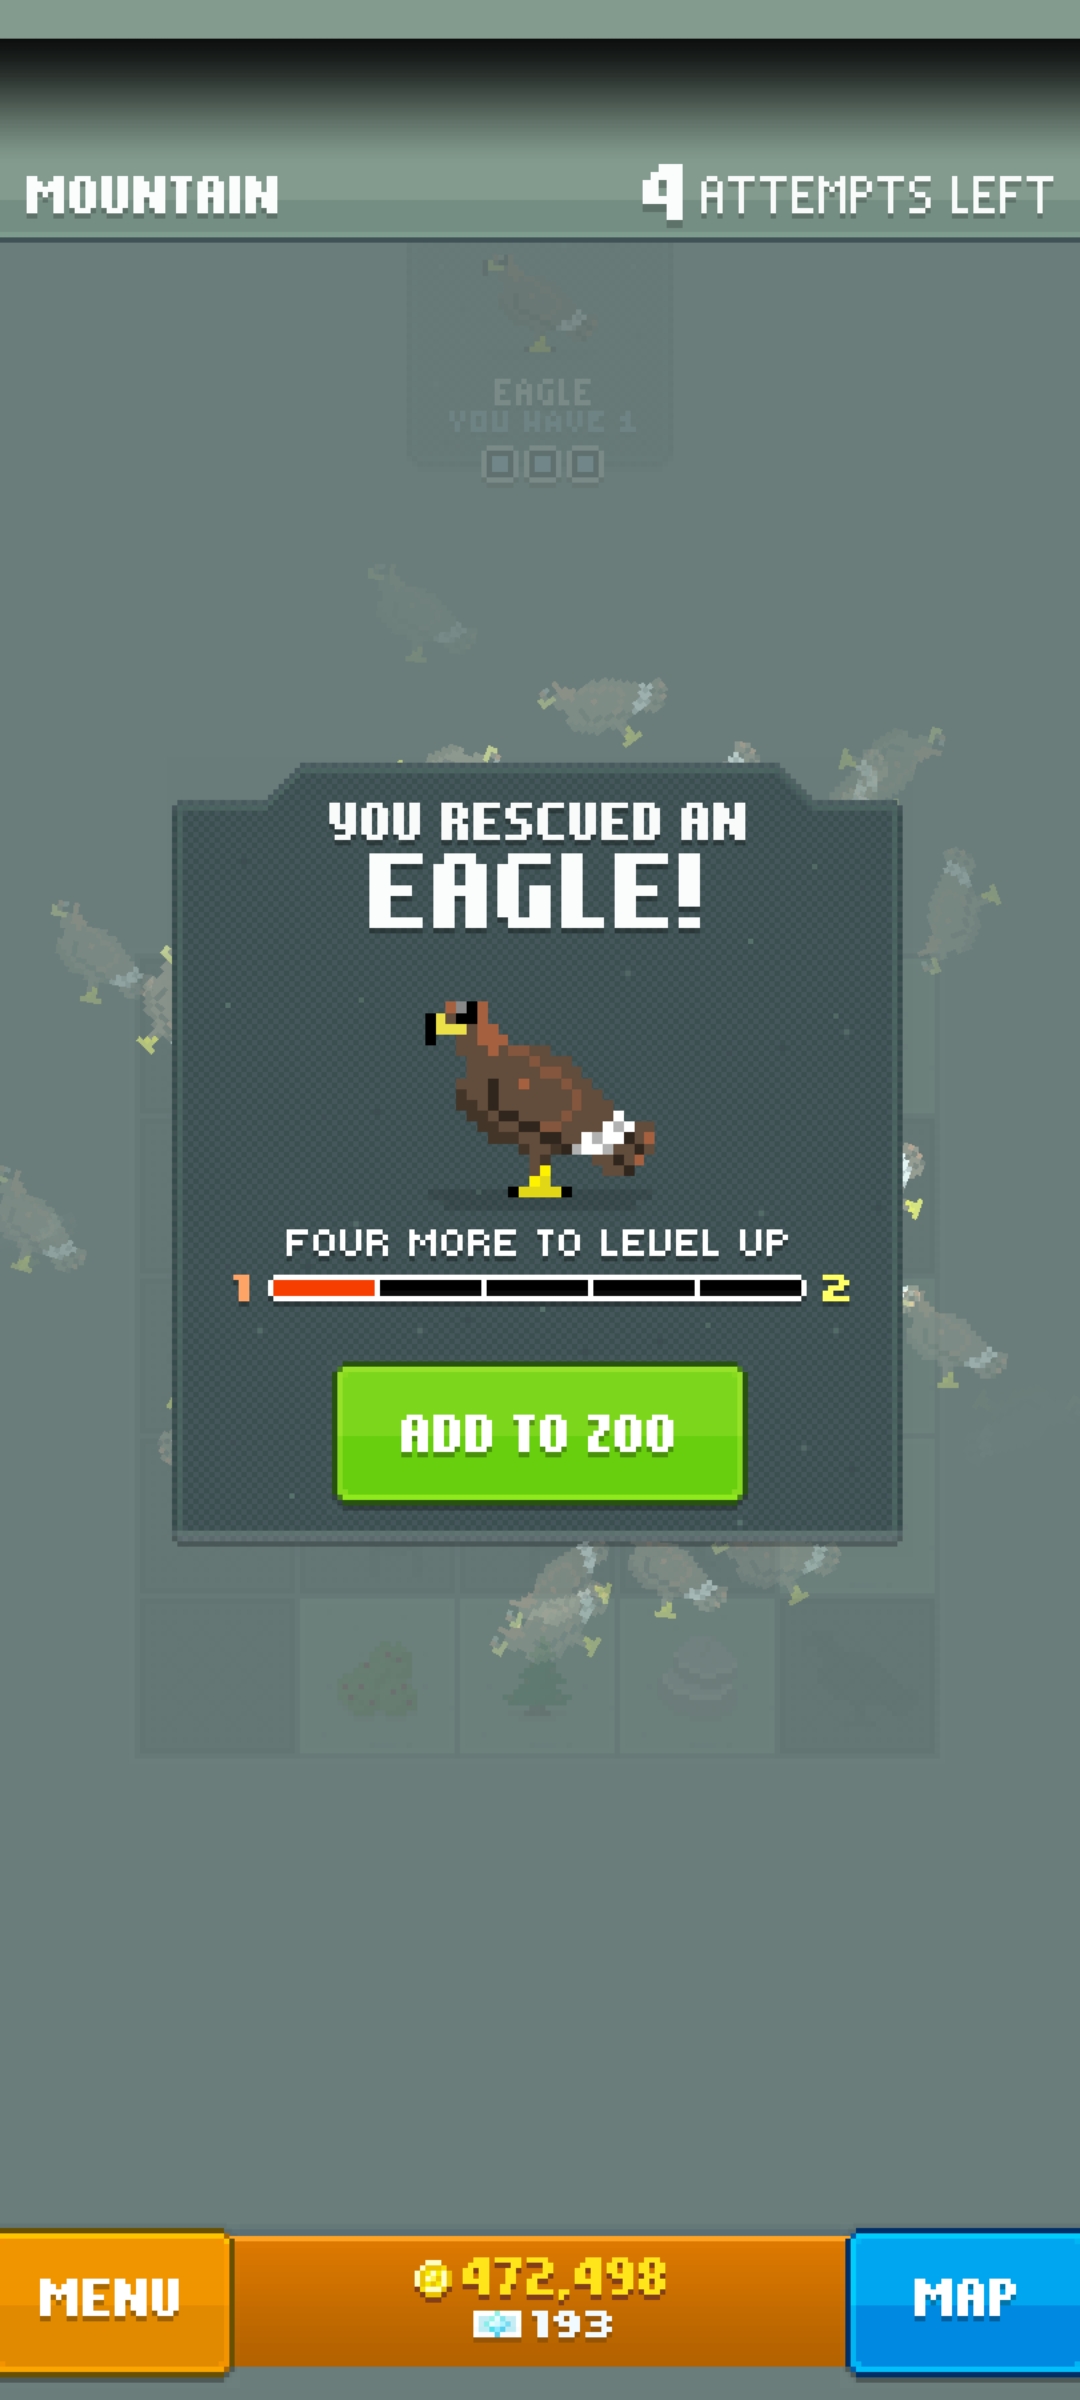 MOUNTAIN
4 ATTEMPTS LEFT
EAGLE
YOU HAVE 1
YOU RESCUED AN
EAGLE!
FOUR MORE TO LEVEL UP
1 2
ADD TO ZOO
MENU
472,498
193
MAP